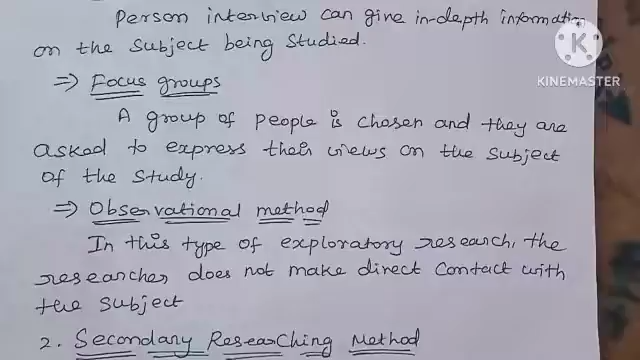 Person interview can give in-depth information
on the Subject being Studied.
⇒ Focus groups
A group of people is chosen and they are
asked to express their views on the subject
of the study.
⇒ Observational method
In this type of exploratory research, the
researcher does not make direct Contact with
the Subject
2. Secondary Researching Method
K
KINEMASTER